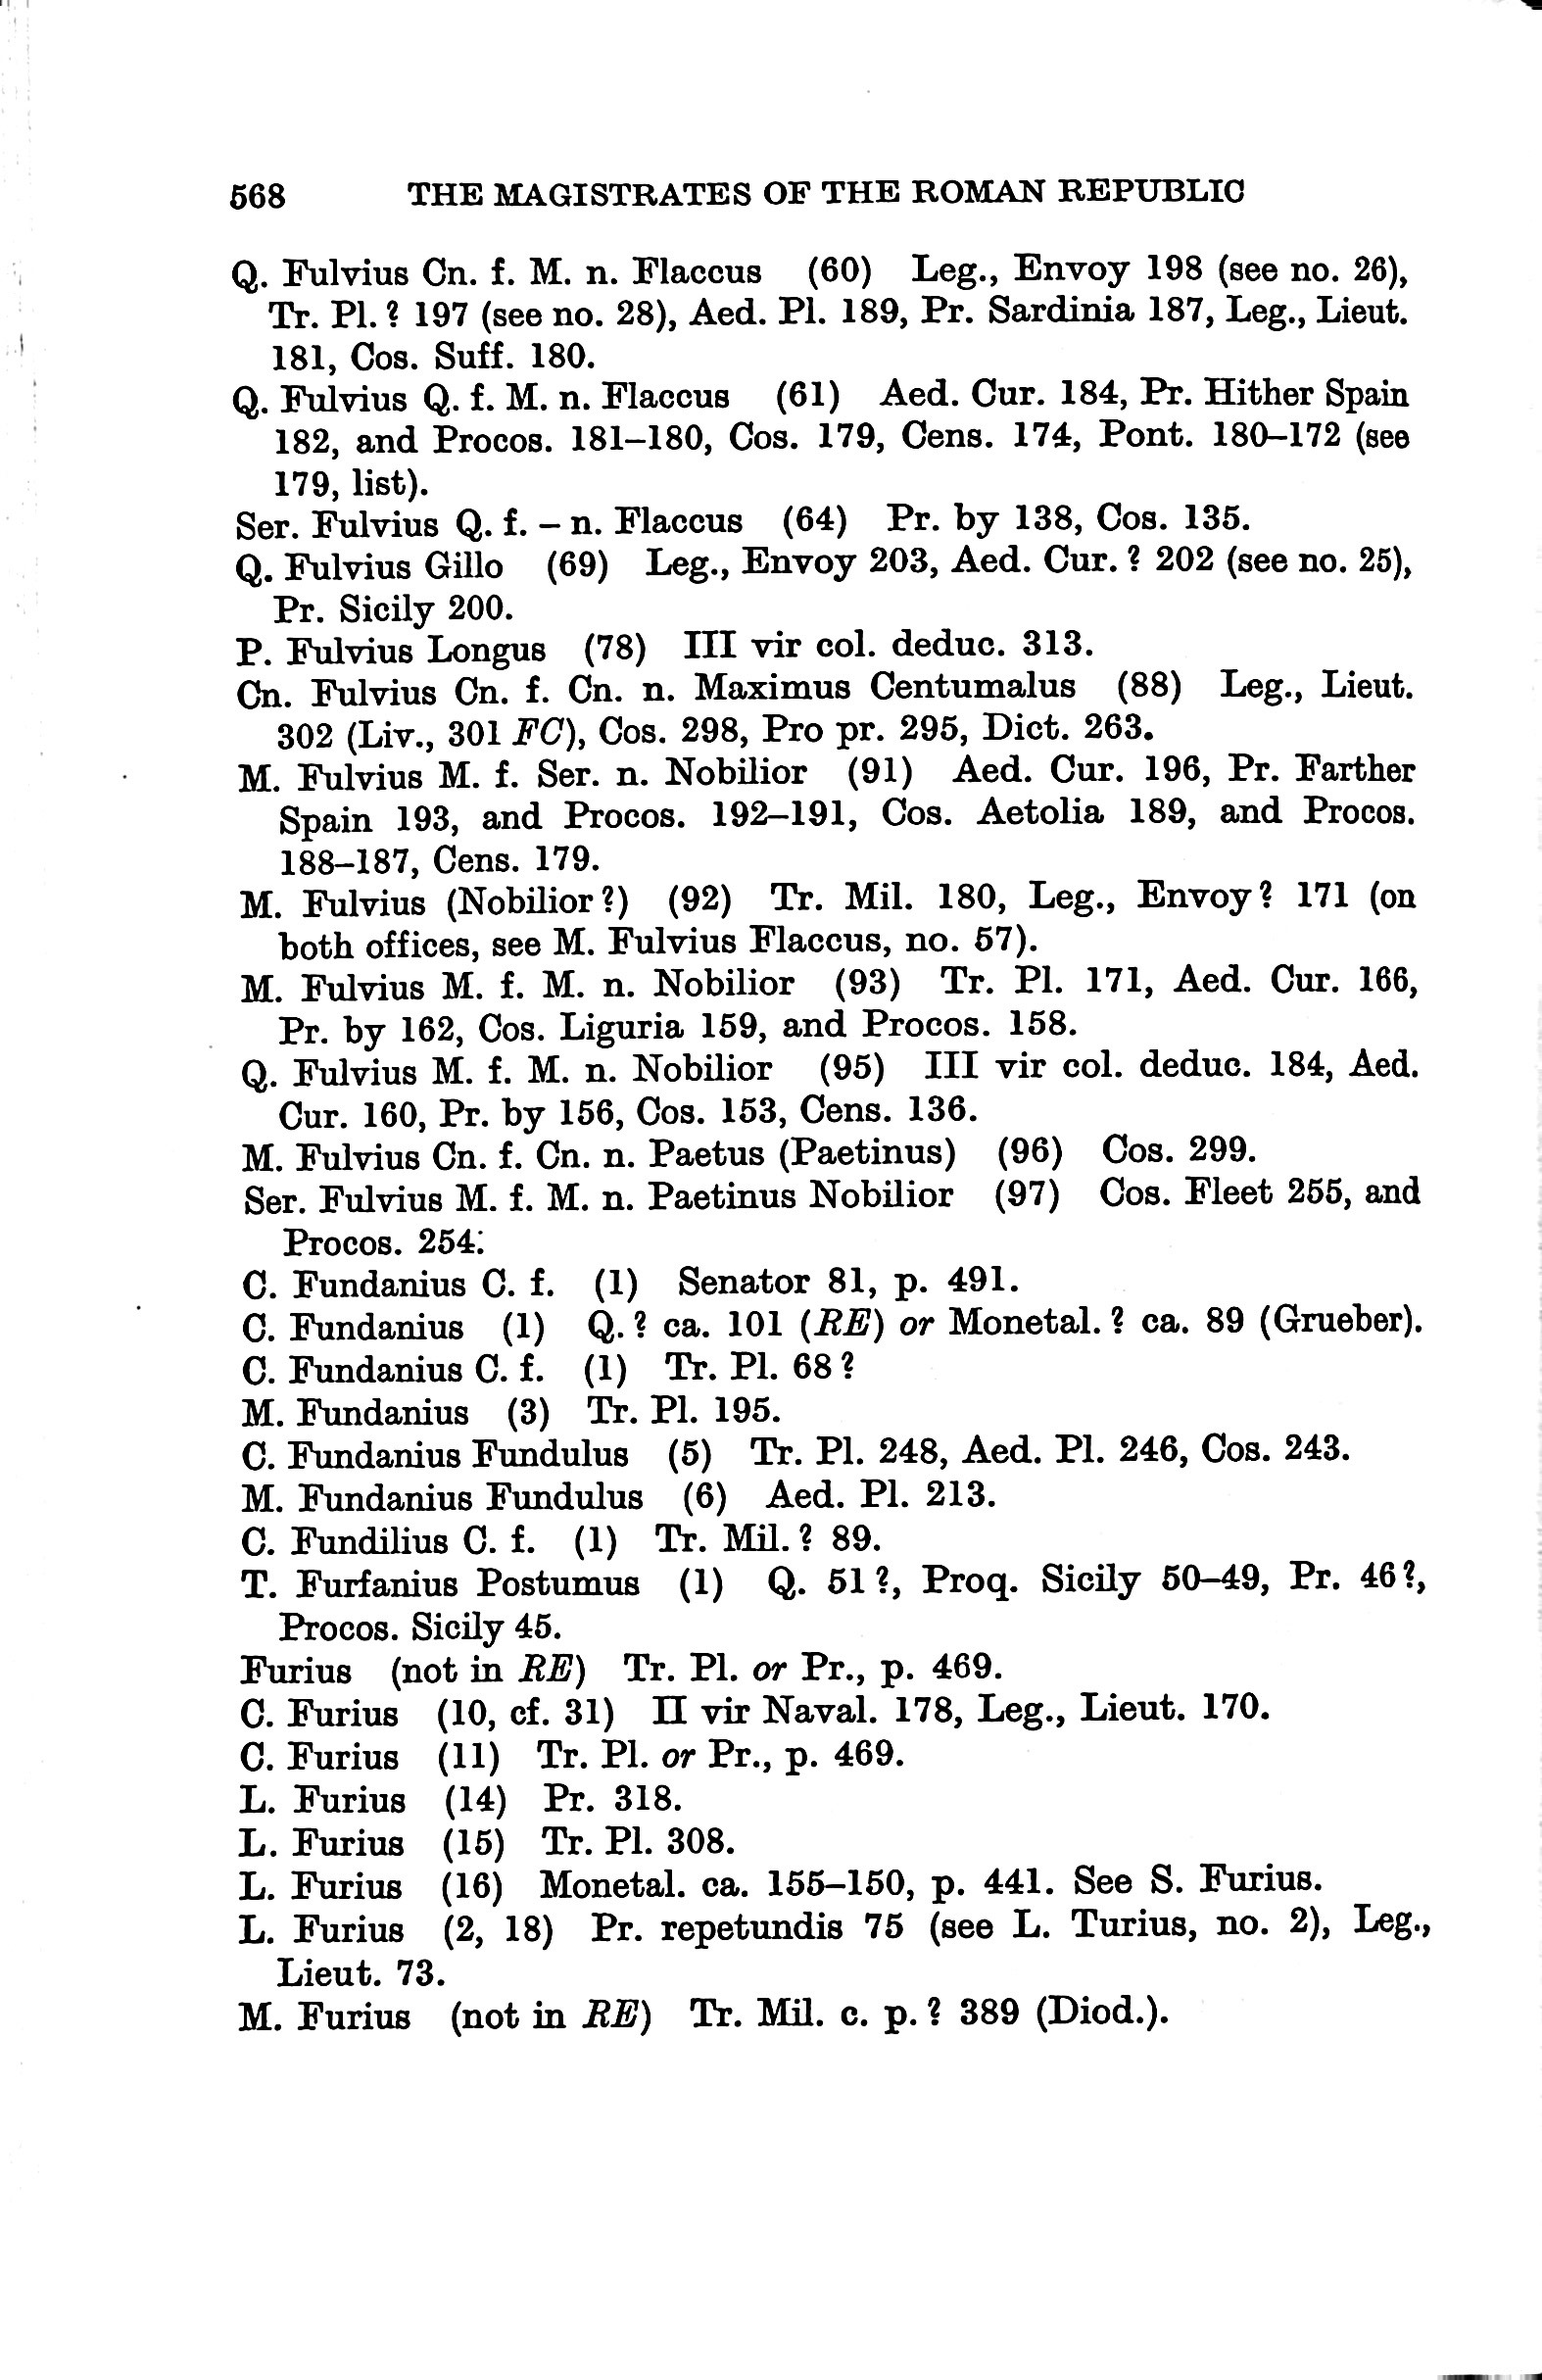 568 THE MAGISTRATES OF THE ROMAN REPUBLIC
Q. Fulvius Cn. f. M. n. Flaccus (60) Leg., Envoy 198 (see no. 26),
Tr. Pl. ? 197 (see no. 28), Aed. Pl. 189, Pr. Sardinia 187, Leg., Lieut.
181, Cos. Suff. 180.
Q. Fulvius Q. f. M. n. Flaccus (61) Aed. Cur. 184, Pr. Hither Spain
182, and Procos. 181–180, Cos. 179, Cens. 174, Pont. 180–172 (see
179, list).
Ser. Fulvius Q. f. – n. Flaccus (64) Pr. by 138, Cos. 135.
Q. Fulvius Gillo (69) Leg., Envoy 203, Aed. Cur. ? 202 (see no. 25),
Pr. Sicily 200.
P. Fulvius Longus (78) III vir col. deduc. 313.
Cn. Fulvius Cn. f. Cn. n. Maximus Centumalus (88) Leg., Lieut.
302 (Liv., 301 FC), Cos. 298, Pro pr. 295, Dict. 263.
M. Fulvius M. f. Ser. n. Nobilior (91) Aed. Cur. 196, Pr. Farther
Spain 193, and Procos. 192–191, Cos. Aetolia 189, and Procos.
188–187, Cens. 179.
M. Fulvius (Nobilior ?) (92) Tr. Mil. 180, Leg., Envoy ? 171 (on
both offices, see M. Fulvius Flaccus, no. 57).
M. Fulvius M. f. M. n. Nobilior (93) Tr. Pl. 171, Aed. Cur. 166,
Pr. by 162, Cos. Liguria 159, and Procos. 158.
Q. Fulvius M. f. M. n. Nobilior (95) III vir col. deduc. 184, Aed.
Cur. 160, Pr. by 156, Cos. 153, Cens. 136.
M. Fulvius Cn. f. Cn. n. Paetus (Paetinus) (96) Cos. 299.
Ser. Fulvius M. f. M. n. Paetinus Nobilior (97) Cos. Fleet 255, and
Procos. 254.
C. Fundanius C. f. (1) Senator 81, p. 491.
C. Fundanius (1) Q. ? ca. 101 (RE) or Monetal. ? ca. 89 (Grueber).
C. Fundanius C. f. (1) Tr. Pl. 68 ?
M. Fundanius (3) Tr. Pl. 195.
C. Fundanius Fundulus (5) Tr. Pl. 248, Aed. Pl. 246, Cos. 243.
M. Fundanius Fundulus (6) Aed. Pl. 213.
C. Fundilius C. f. (1) Tr. Mil. ? 89.
T. Furfanius Postumus (1) Q. 51 ?, Proq. Sicily 50–49, Pr. 46 ?,
Procos. Sicily 45.
Furius (not in RE) Tr. Pl. or Pr., p. 469.
C. Furius (10, cf. 31) II vir Naval. 178, Leg., Lieut. 170.
C. Furius (11) Tr. Pl. or Pr., p. 469.
L. Furius (14) Pr. 318.
L. Furius (15) Tr. Pl. 308.
L. Furius (16) Monetal. ca. 155–150, p. 441. See S. Furius.
L. Furius (2, 18) Pr. repetundis 75 (see L. Turius, no. 2), Leg.,
Lieut. 73.
M. Furius (not in RE) Tr. Mil. c. p. ? 389 (Diod.).